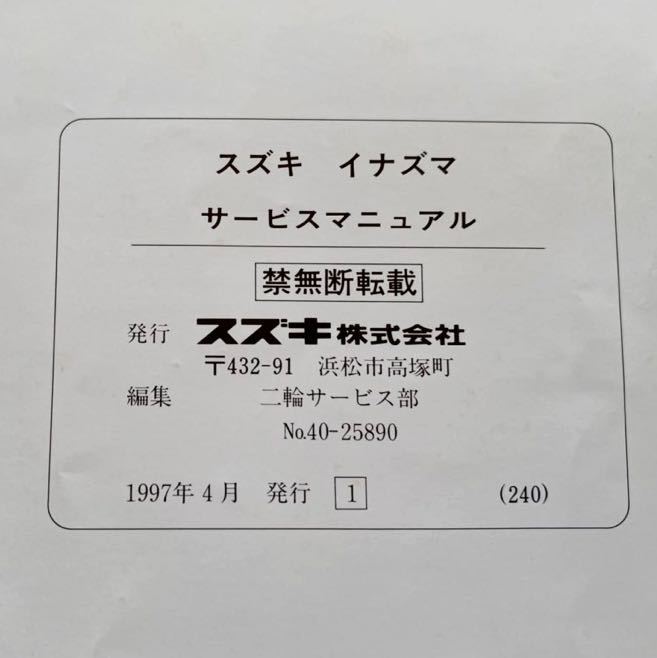 スズキ　イナズマ
サービスマニュアル
禁無断転載
発行　スズキ株式会社
〒432-91　浜松市高塚町
編集　二輪サービス部
№40-25890
1997年4月　発行　1　(240)